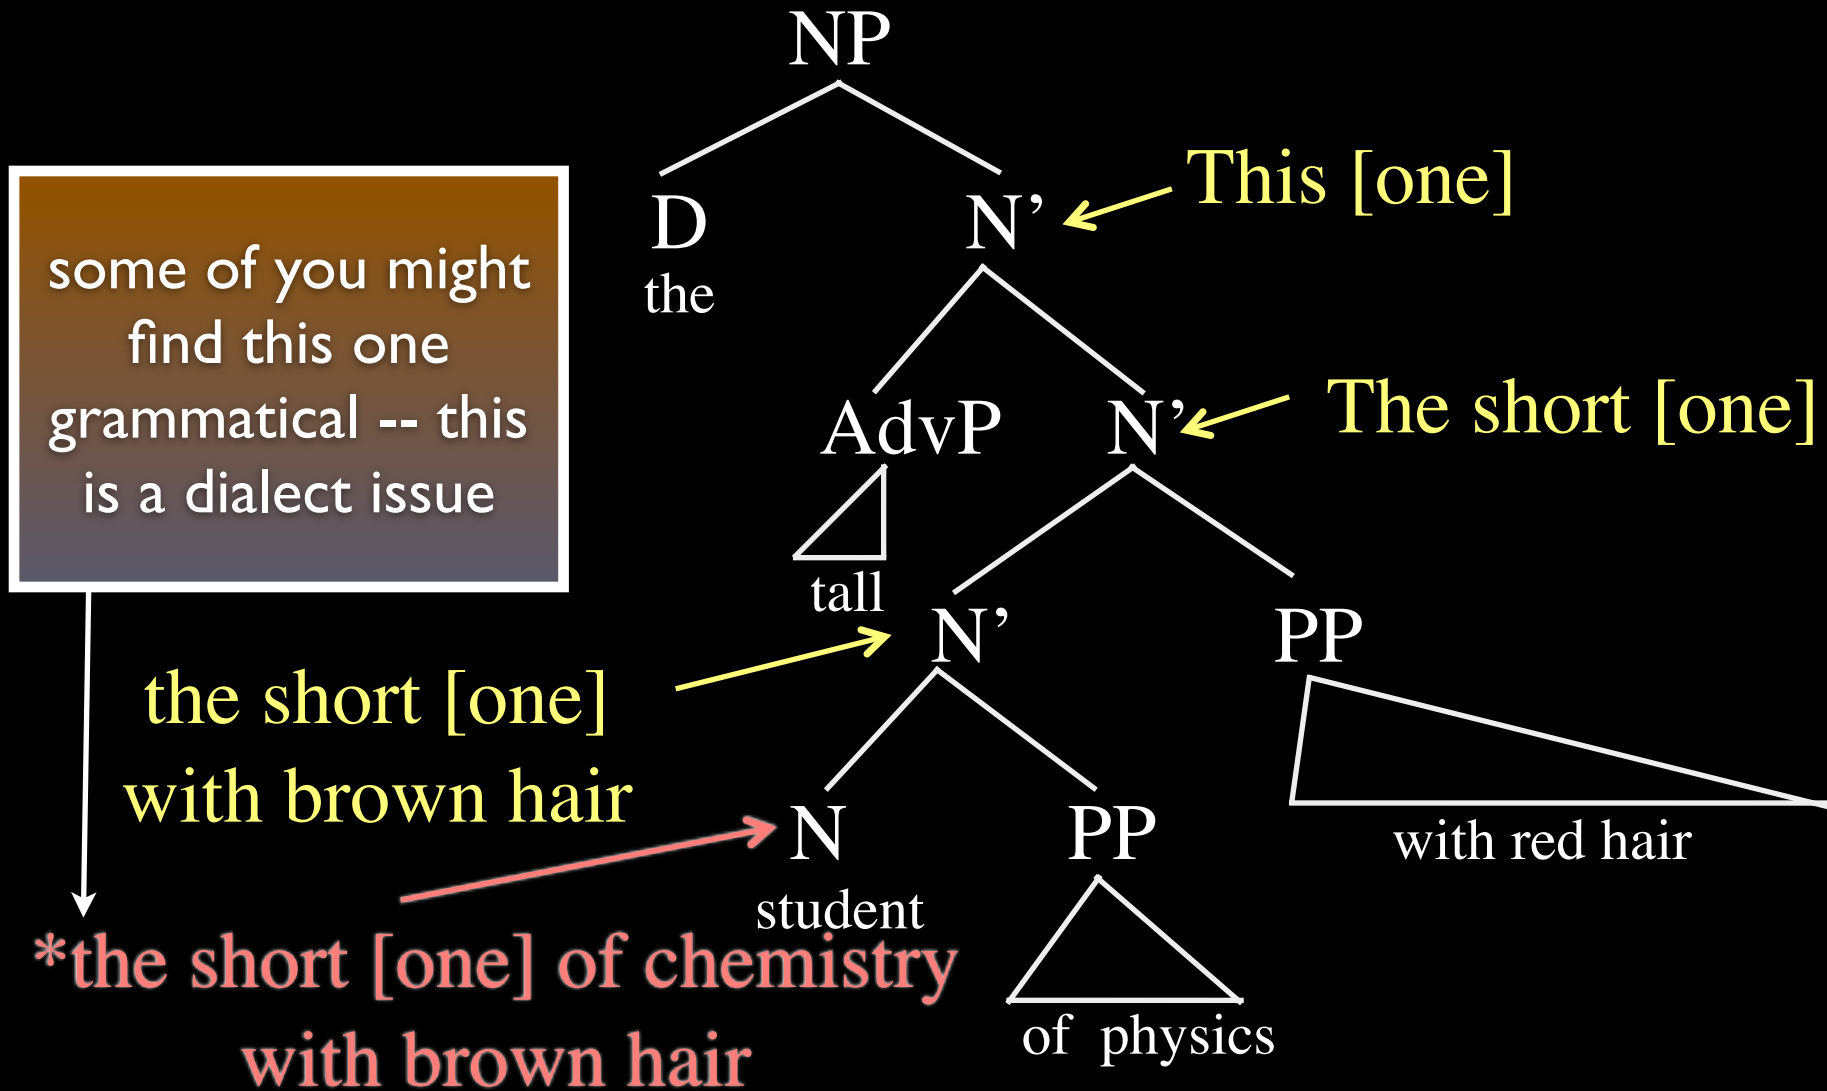 NP
D
the
N’
This [one]
some of you might
find this one
grammatical -- this
is a dialect issue
AdvP
tall
N’
The short [one]
N’
PP
with red hair
the short [one]
with brown hair
N
student
PP
of physics
*the short [one] of chemistry
with brown hair